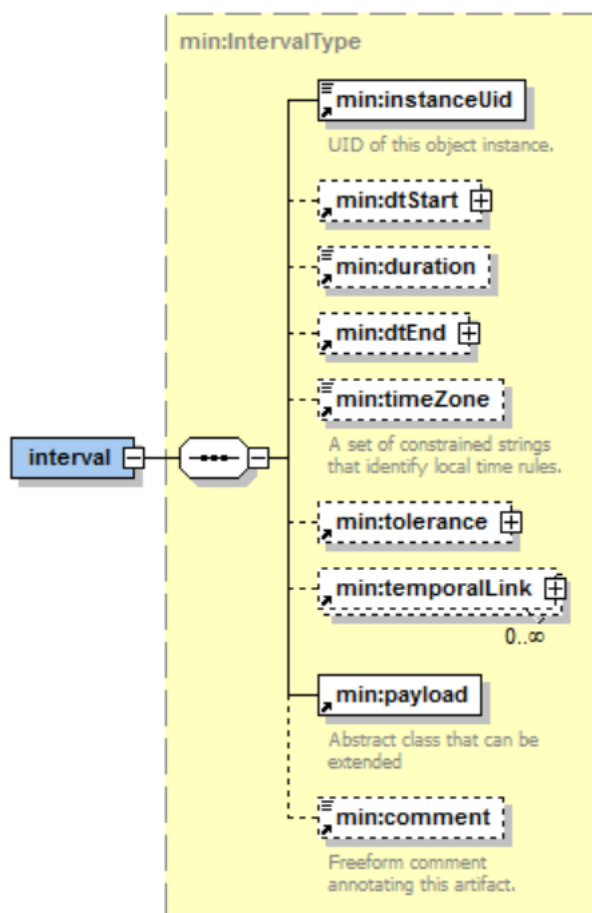 min:IntervalType
min:instanceUid
UID of this object instance.
min:dtStart
min:duration
min:dtEnd
min:timeZone
A set of constrained strings
that identify local time rules.
interval
min:tolerance
min:temporalLink
0..∞
min:payload
Abstract class that can be
extended
min:comment
Freeform comment
annotating this artifact.